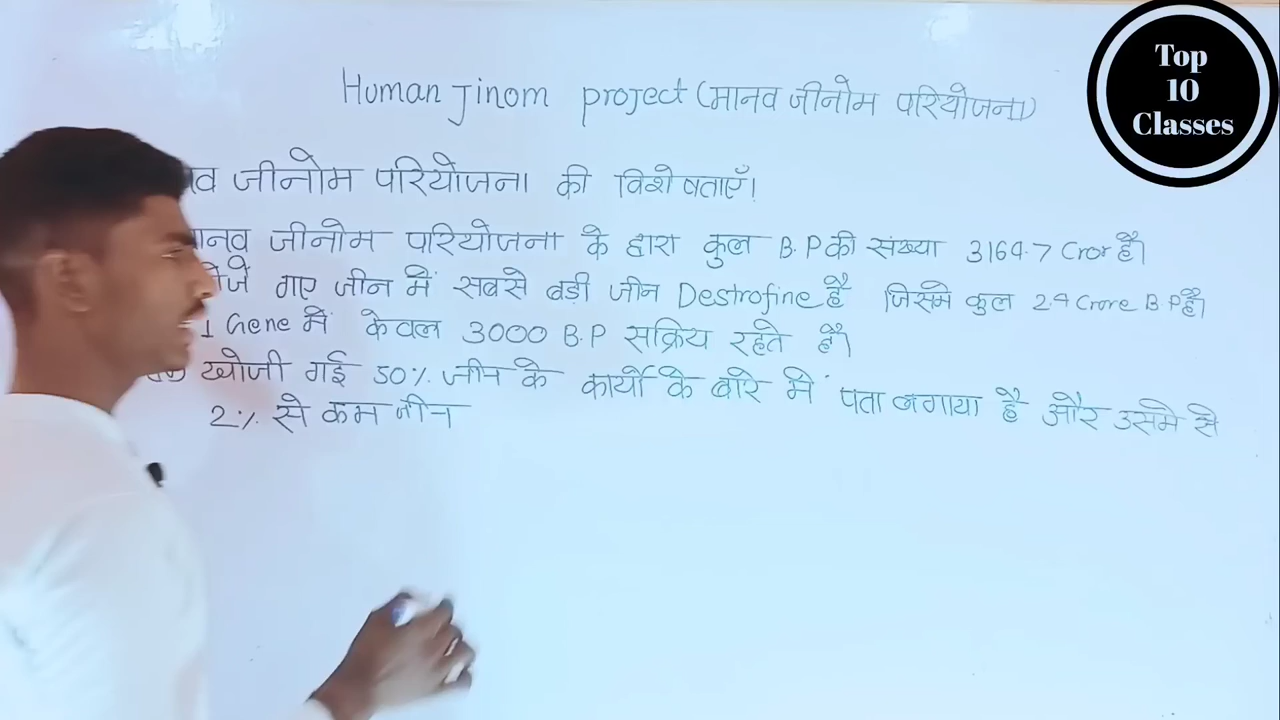 Human Jinom project (मानव जीनोम परियोजना)
Top
10
Classes
जीनोम परियोजना की विशेषताएँ।
मानव जीनोम परियोजना के द्वारा कुल B.P की संख्या 3164.7 Cror है।
गए जीन में सबसे बड़ी जीन Destrofine है जिसमे कुल 24 Crore B.P है।
1 Gene में केवल 3000 B.P सक्रिय रहते है।
खोजी गई 50% जीन के कार्यो के बारे में पता लगाया है और उसमे से
2% से कम जीन